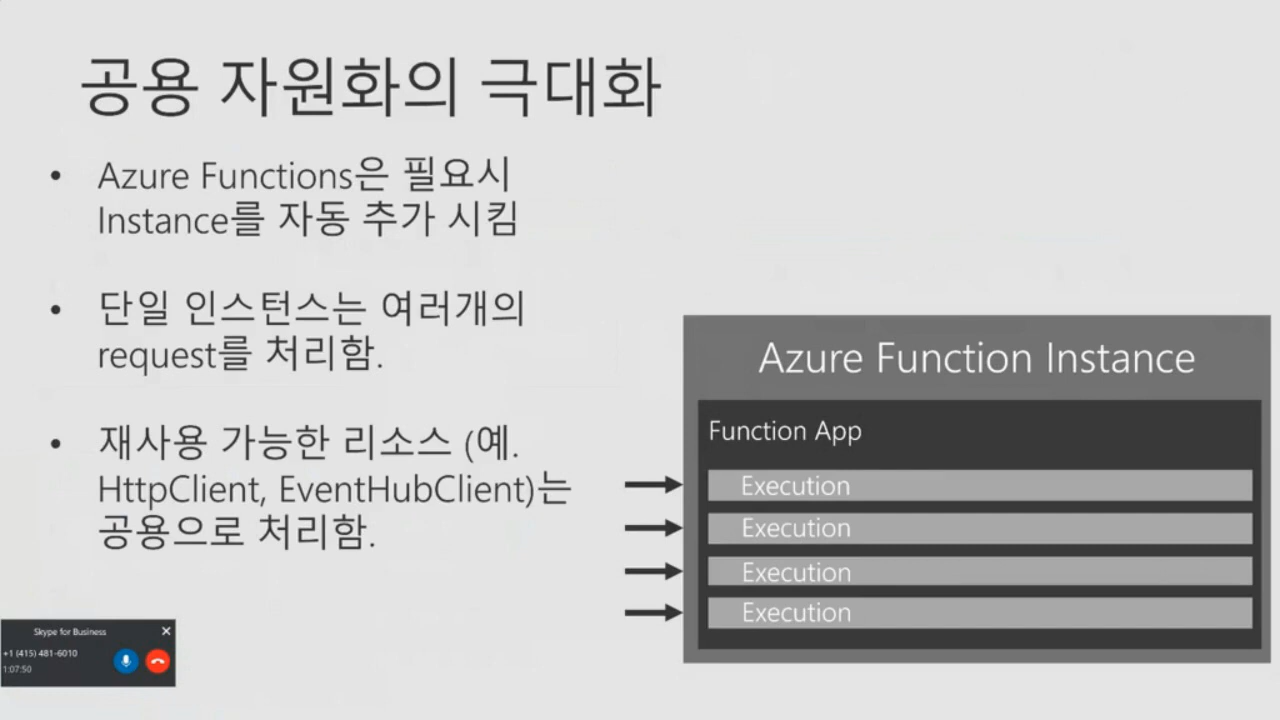 공용 자원화의 극대화
• Azure Functions은 필요시
Instance를 자동 추가 시킴
• 단일 인스턴스는 여러개의
request를 처리함.
• 재사용 가능한 리소스 (예.
HttpClient, EventHubClient)는
공용으로 처리함.
Azure Function Instance
Function App
Execution
Execution
Execution
Execution
Skype for Business
+1 (415) 481-6010
1:07:50